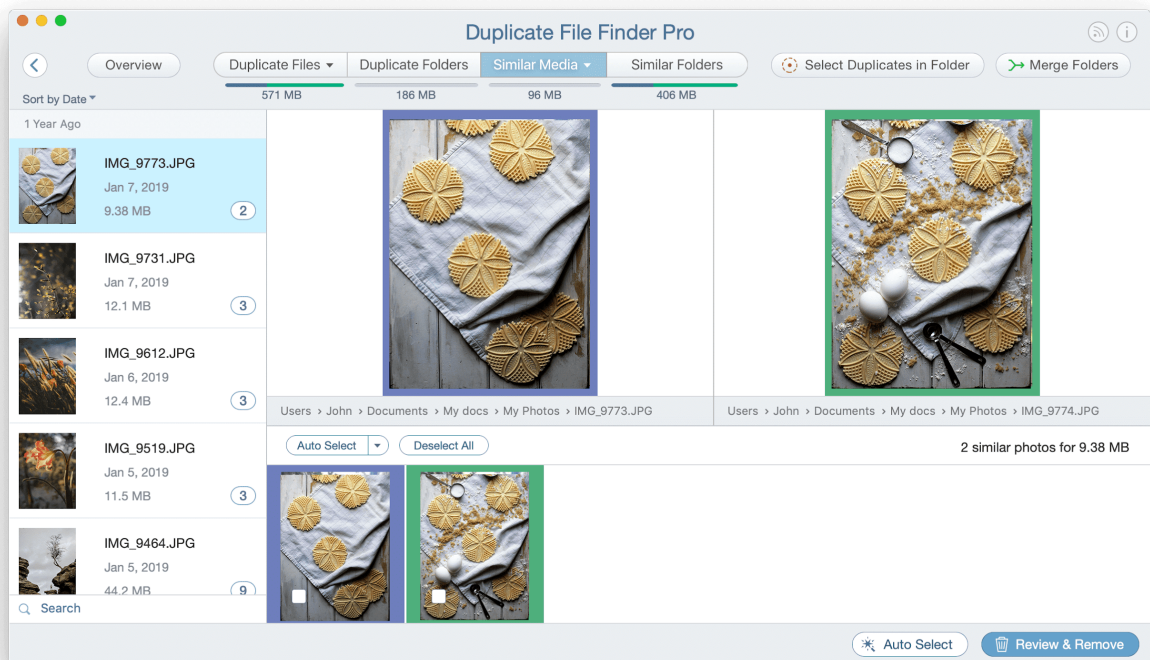 Duplicate File Finder Pro
Overview
Duplicate Files
Duplicate Folders
Similar Media
Similar Folders
Select Duplicates in Folder
Merge Folders
571 MB
186 MB
96 MB
406 MB
Sort by Date
1 Year Ago
IMG_9773.JPG
Jan 7, 2019
9.38 MB
2
IMG_9731.JPG
Jan 7, 2019
12.1 MB
3
IMG_9612.JPG
Jan 6, 2019
12.4 MB
3
IMG_9519.JPG
Jan 5, 2019
11.5 MB
3
IMG_9464.JPG
Jan 5, 2019
44.2 MB
9
Search
Users › John › Documents › My docs › My Photos › IMG_9773.JPG
Users › John › Documents › My docs › My Photos › IMG_9774.JPG
Auto Select
Deselect All
2 similar photos for 9.38 MB
Auto Select
Review & Remove